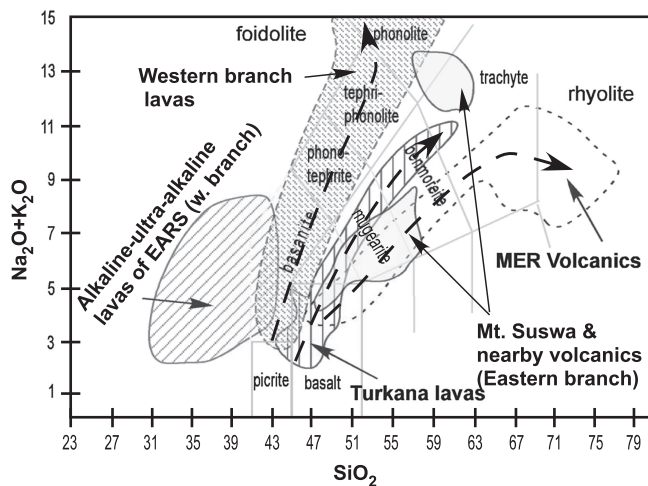 15
13
11
9
7
5
3
1
Na₂O+K₂O
foidolite
phonolite
Western branch
lavas
tephri-
phonolite
trachyte
rhyolite
phono-
tephrite
benmoreite
mugearite
basanite
Alkaline-ultra-alkaline
lavas of EARS (w. branch)
MER Volcanics
Mt. Suswa &
nearby volcanics
(Eastern branch)
picrite
basalt
Turkana lavas
23 27 31 35 39 43 47 51 55 59 63 67 71 75 79
SiO₂